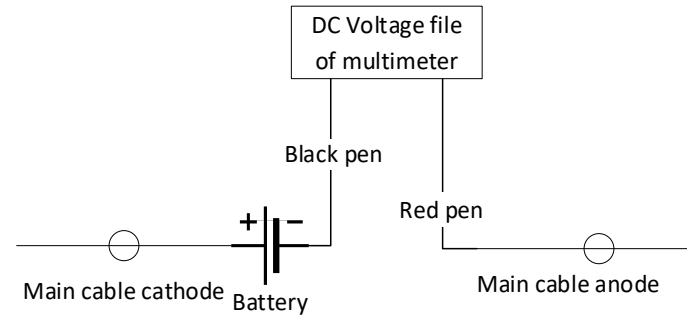 DC Voltage file
of multimeter
Black pen
Red pen
+ −
Main cable cathode
Battery
Main cable anode